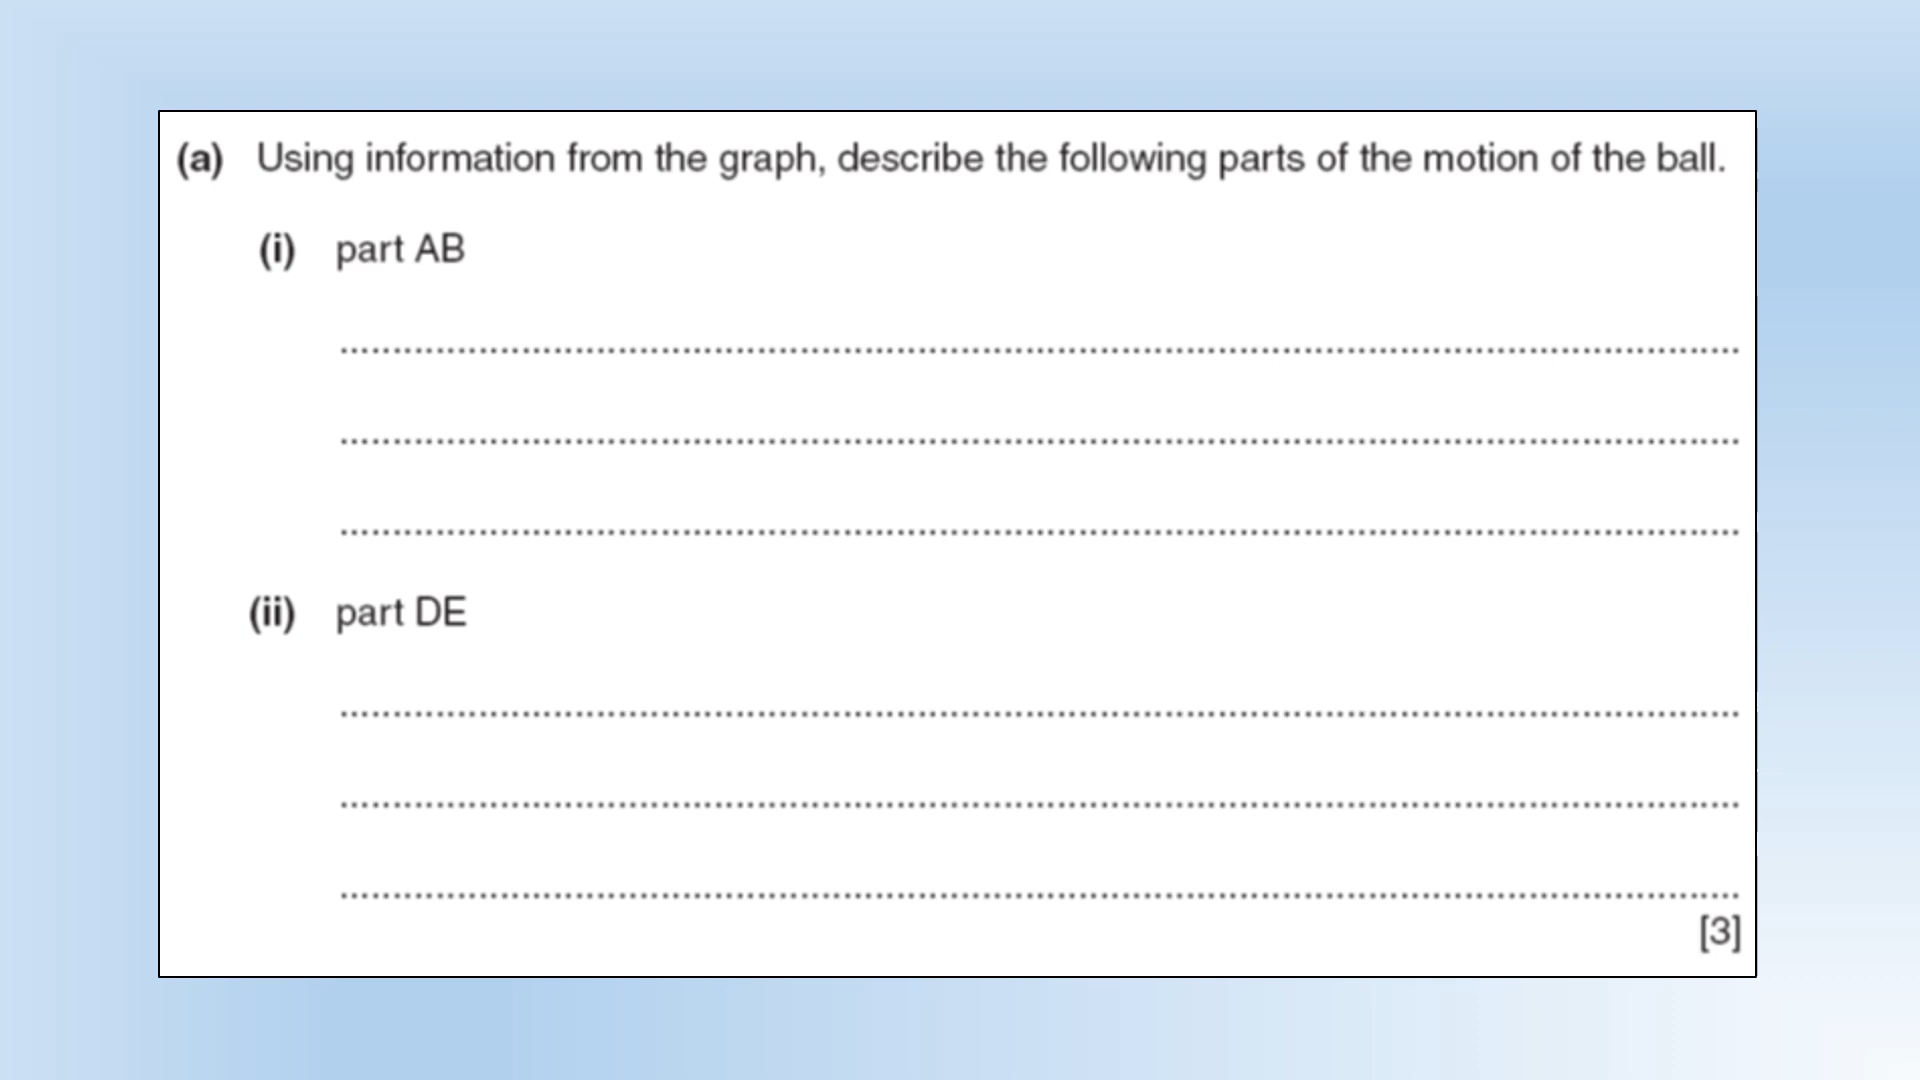 (a) Using information from the graph, describe the following parts of the motion of the ball.
(i) part AB
(ii) part DE
[3]